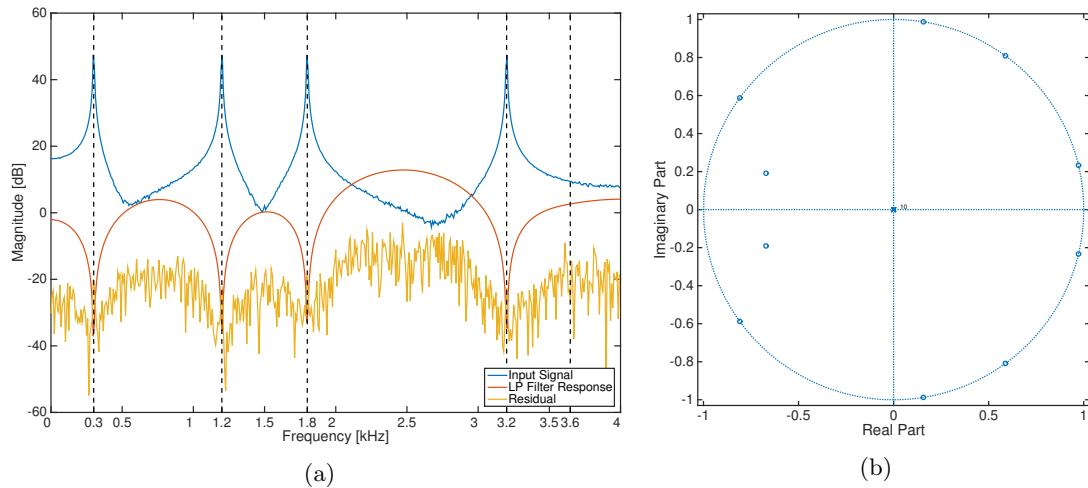 60
40
20
0
-20
-40
-60
Magnitude [dB]
0 0.3 0.5 1.2 1.5 1.8 2 2.5 3 3.2 3.5 3.6 4
Frequency [kHz]
Input Signal
LP Filter Response
Residual
(a)
1
0.8
0.6
0.4
0.2
0
-0.2
-0.4
-0.6
-0.8
-1
Imaginary Part
10
-1 -0.5 0 0.5 1
Real Part
(b)